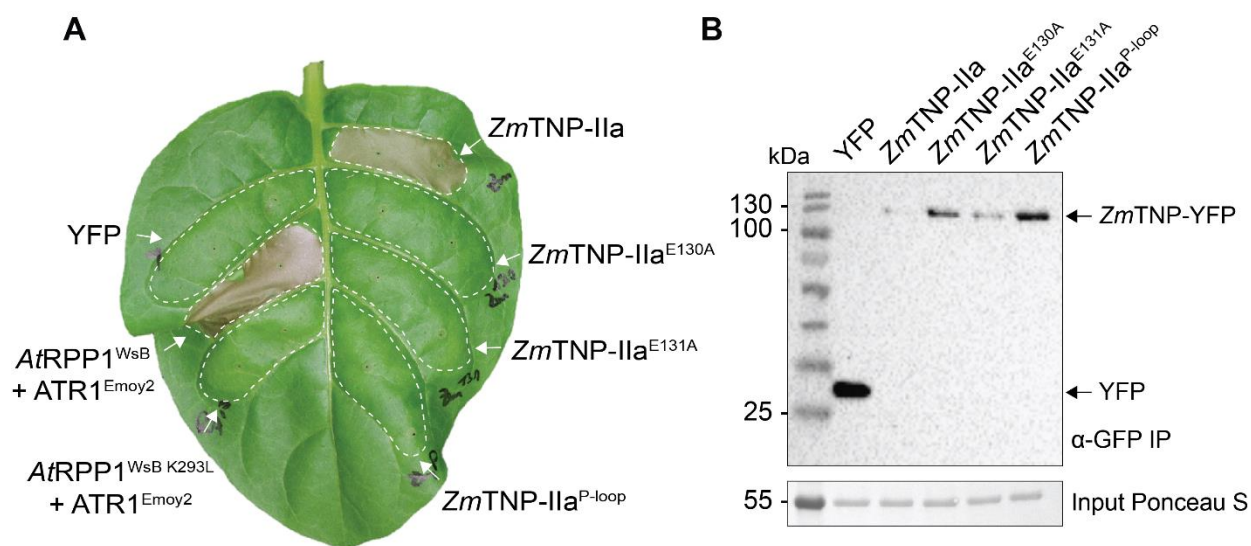 A
ZmTNP-IIa
YFP
ZmTNP-IIaE130A
ZmTNP-IIaE131A
AtRPP1WsB
+ ATR1Emoy2
AtRPP1WsB K293L
+ ATR1Emoy2
ZmTNP-IIaP-loop
B
kDa
YFP
ZmTNP-IIa
ZmTNP-IIaE130A
ZmTNP-IIaE131A
ZmTNP-IIaP-loop
130
100
25
ZmTNP-YFP
YFP
α-GFP IP
55
Input Ponceau S